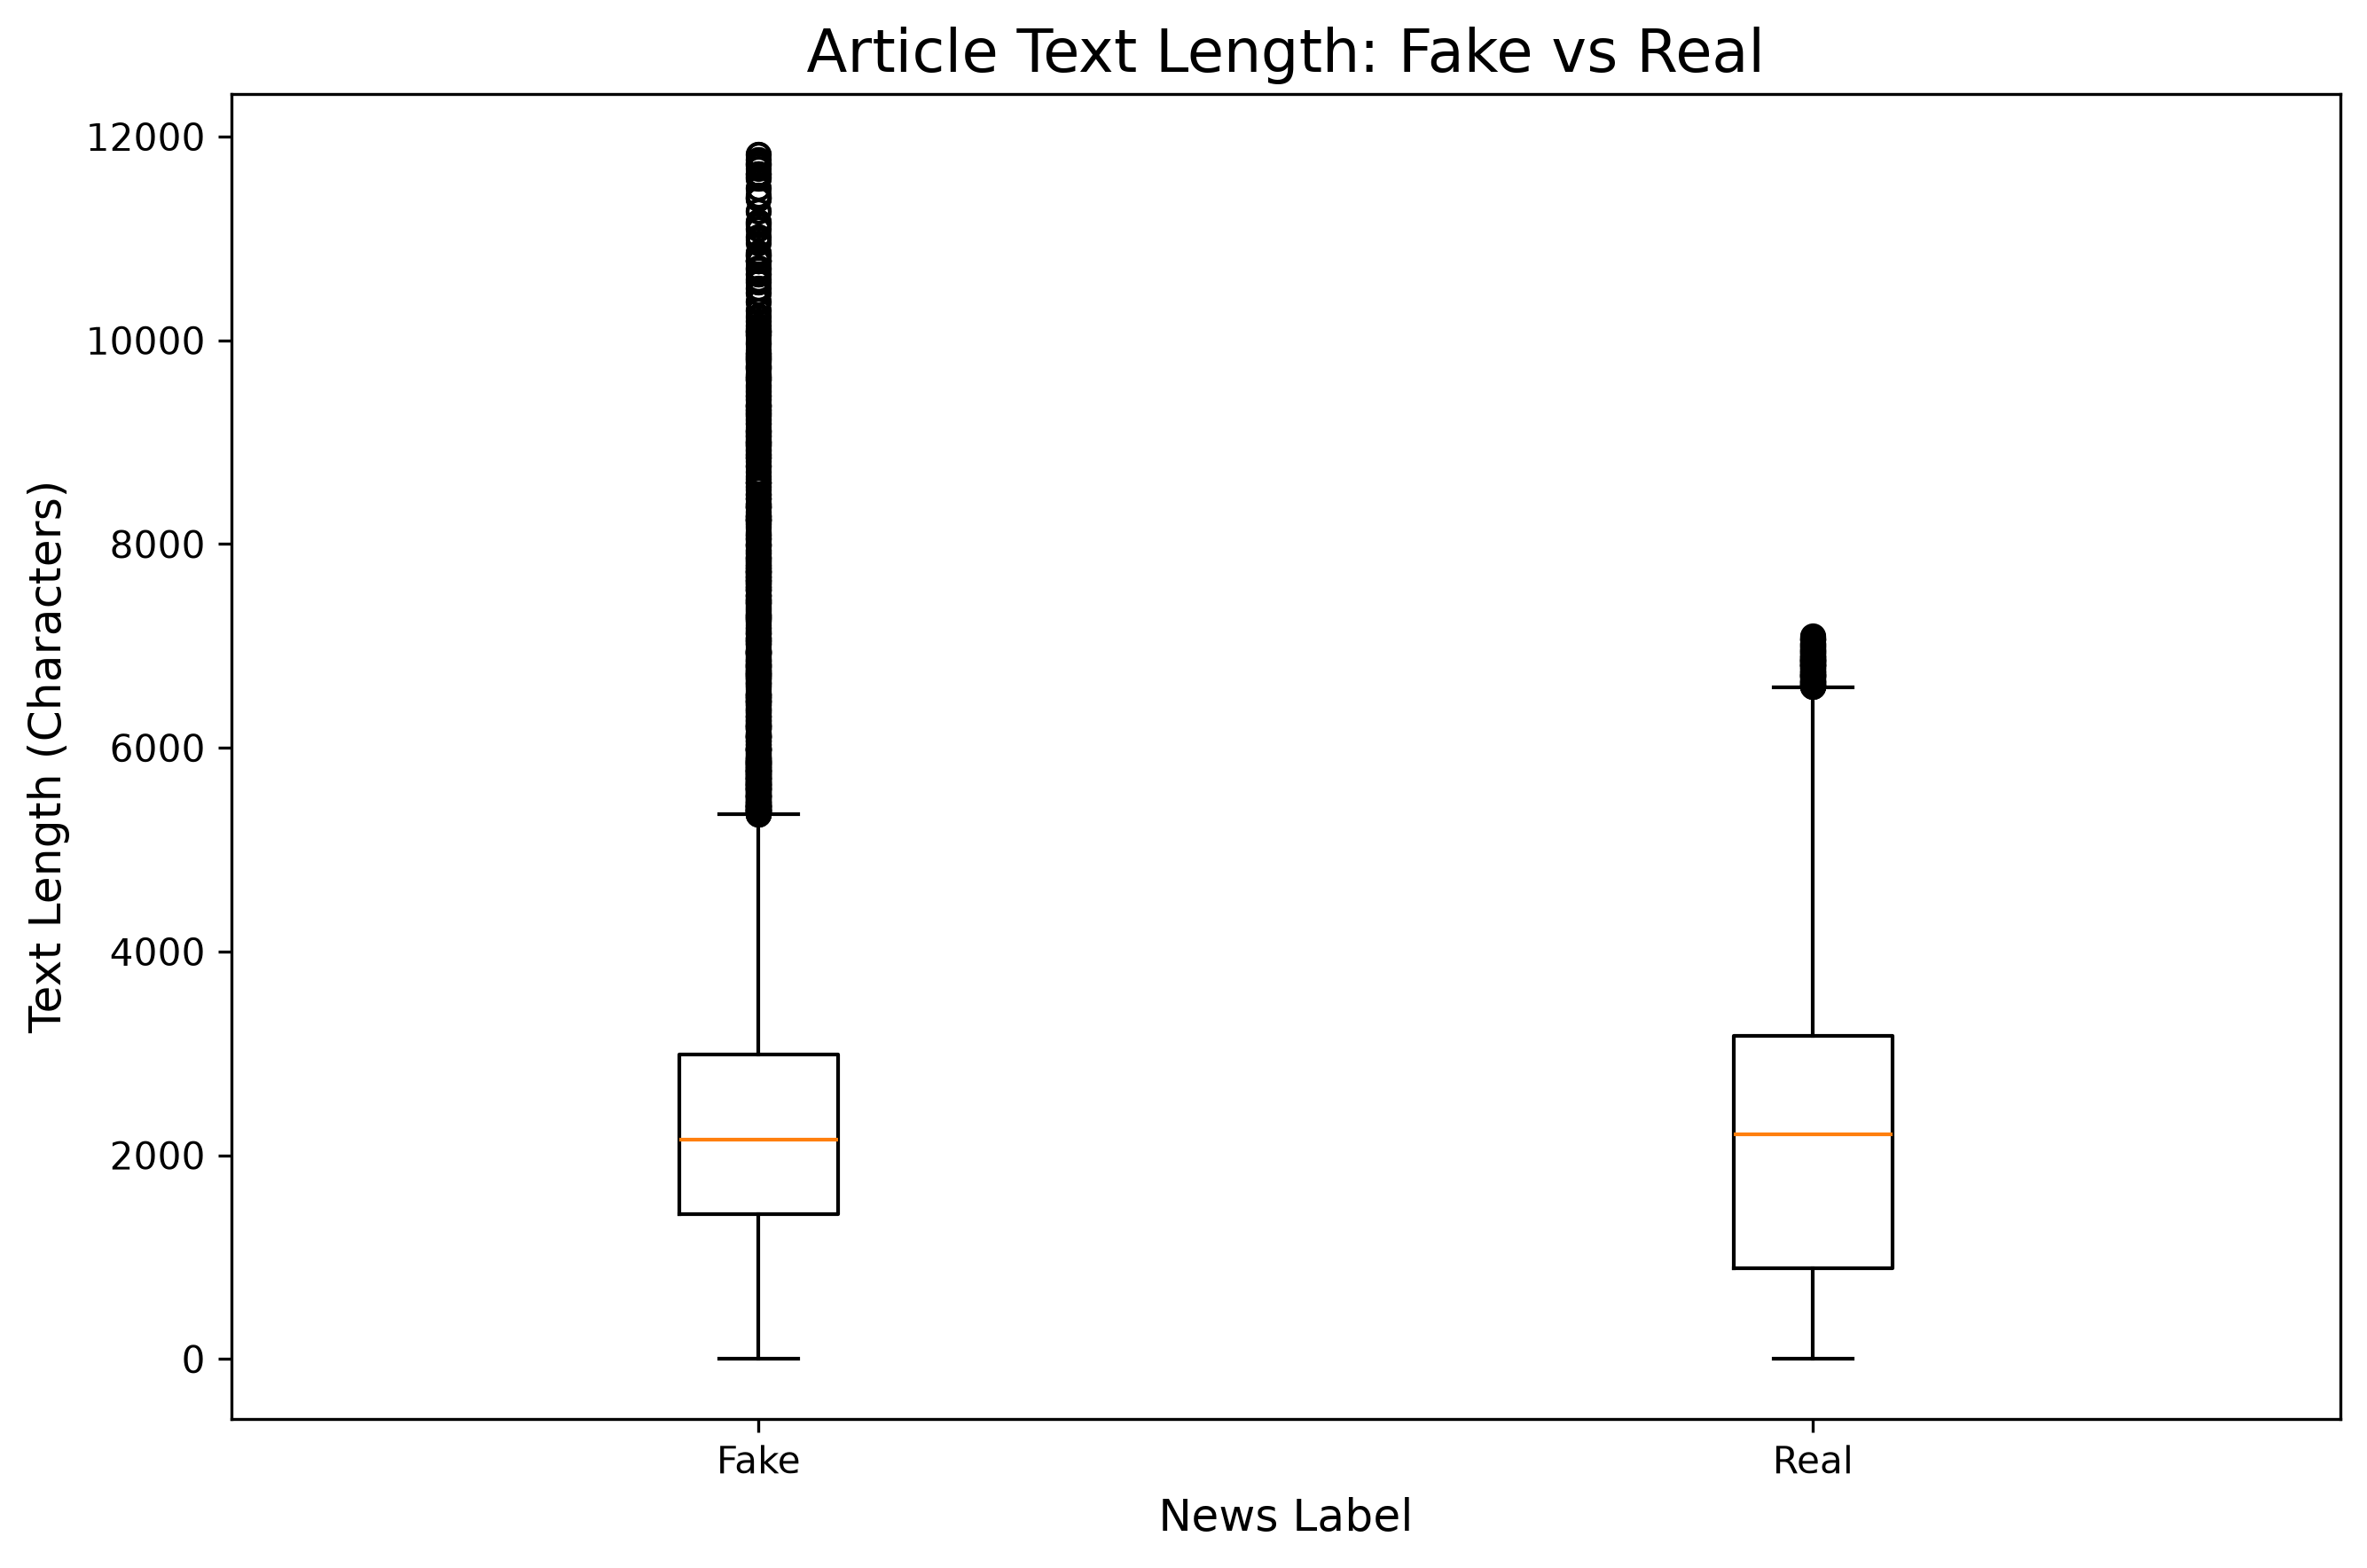 Article Text Length: Fake vs Real
Text Length (Characters)
12000
10000
8000
6000
4000
2000
0
Fake
Real
News Label